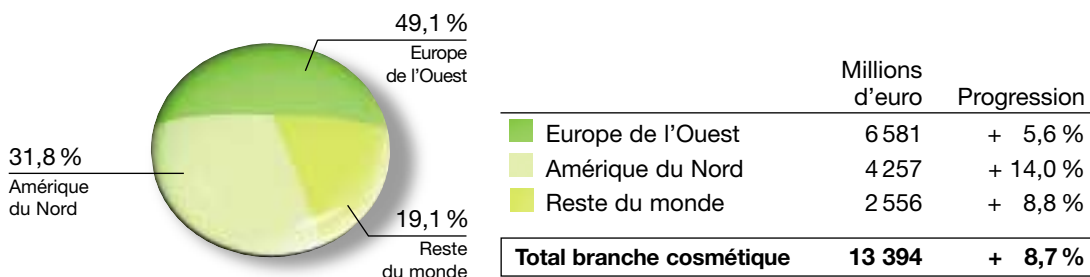 49,1 %
Europe
de l'Ouest
31,8 %
Amérique
du Nord
19,1 %
Reste
du monde
Millions
d'euro Progression
Europe de l'Ouest 6 581 + 5,6 %
Amérique du Nord 4 257 + 14,0 %
Reste du monde 2 556 + 8,8 %
Total branche cosmétique 13 394 + 8,7 %